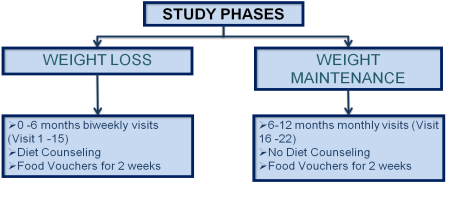 STUDY PHASES
WEIGHT LOSS
WEIGHT
MAINTENANCE
➢0 -6 months biweekly visits
(Visit 1 -15)
➢Diet Counseling
➢Food Vouchers for 2 weeks
➢6-12 months monthly visits (Visit
16 -22)
➢No Diet Counseling
➢Food Vouchers for 2 weeks